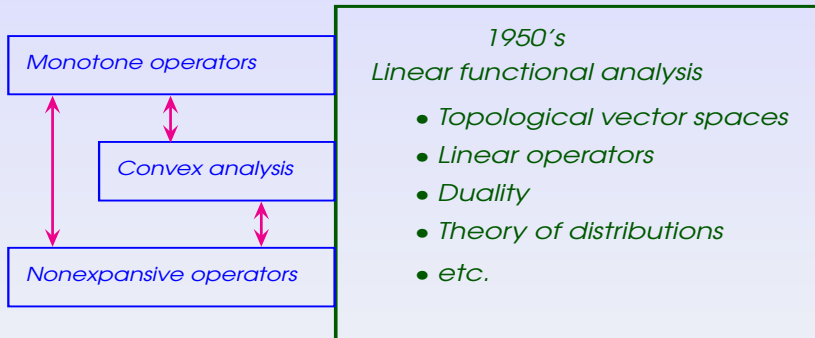 Monotone operators
Convex analysis
Nonexpansive operators
1950's
Linear functional analysis
• Topological vector spaces
• Linear operators
• Duality
• Theory of distributions
• etc.